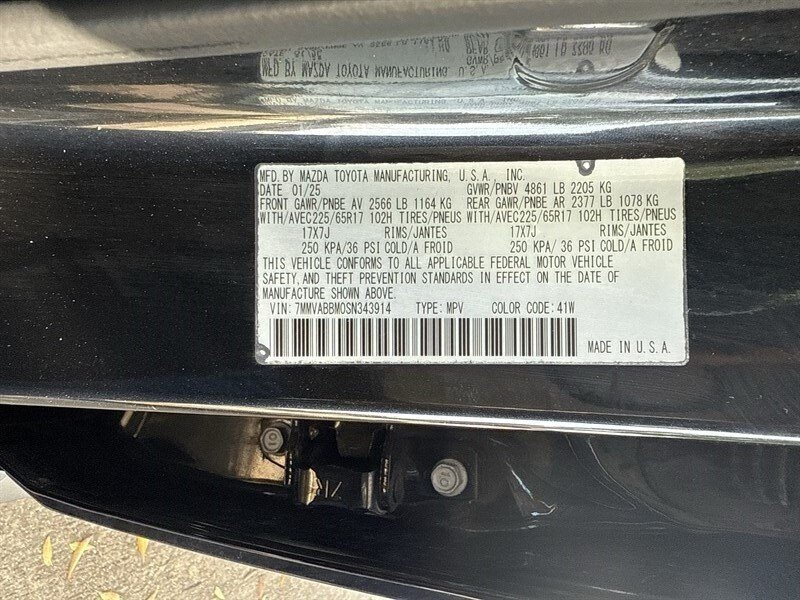 MFD. BY MAZDA TOYOTA MANUFACTURING, U.S.A., INC.
DATE 01/25 GVWR/PNBV 4861 LB 2205 KG
FRONT GAWR/PNBE AV 2566 LB 1164 KG REAR GAWR/PNBE AR 2377 LB 1078 KG
WITH/AVEC225/65R17 102H TIRES/PNEUS WITH/AVEC225/65R17 102H TIRES/PNEUS
17X7J RIMS/JANTES 17X7J RIMS/JANTES
250 KPA/36 PSI COLD/A FROID 250 KPA/ 36 PSI COLD/A FROID
THIS VEHICLE CONFORMS TO ALL APPLICABLE FEDERAL MOTOR VEHICLE
SAFETY, AND THEFT PREVENTION STANDARDS IN EFFECT ON THE DATE OF
MANUFACTURE SHOWN ABOVE.
VIN: 7MMVABBM0SN343914 TYPE: MPV COLOR CODE: 41W
MADE IN U.S.A.